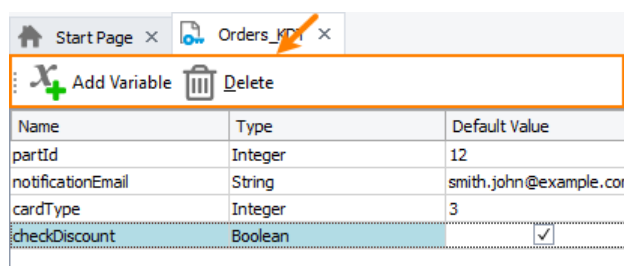 Start Page Orders_KDT
Add Variable Delete
Name Type Default Value
partId Integer 12
notificationEmail String smith.john@example.co
cardType Integer 3
checkDiscount Boolean